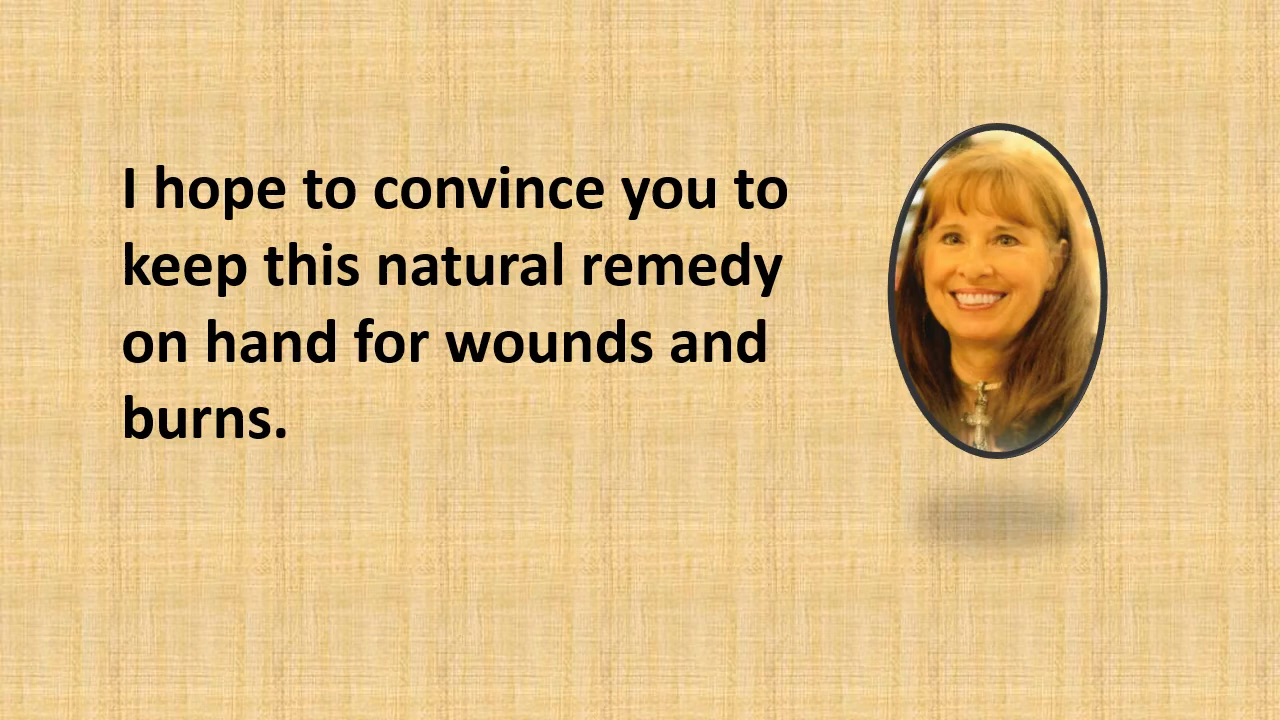 I hope to convince you to
keep this natural remedy
on hand for wounds and
burns.